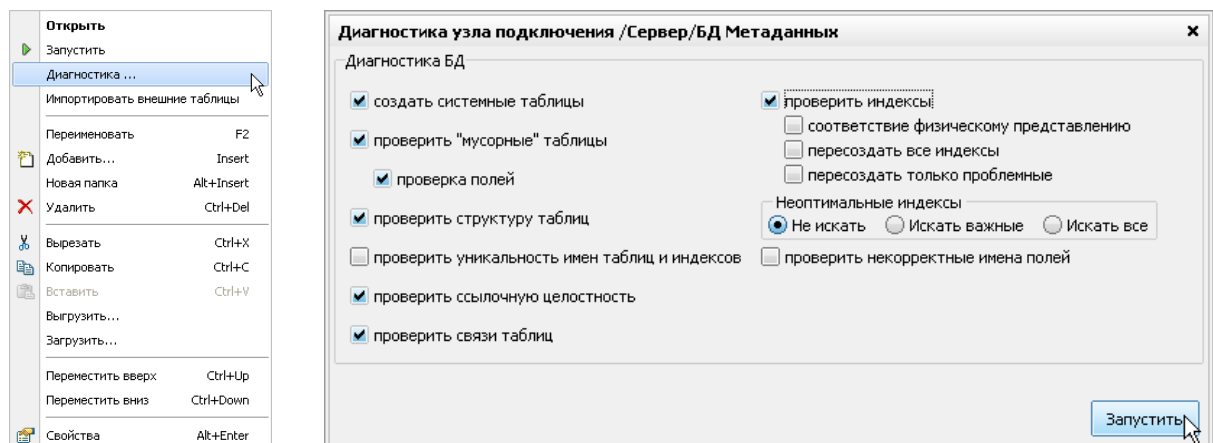 Открыть
Запустить
Диагностика ...
Импортировать внешние таблицы
Переименовать F2
Добавить... Insert
Новая папка Alt+Insert
Удалить Ctrl+Del
Вырезать Ctrl+X
Копировать Ctrl+C
Вставить Ctrl+V
Выгрузить...
Загрузить...
Переместить вверх Ctrl+Up
Переместить вниз Ctrl+Down
Свойства Alt+Enter
Диагностика узла подключения /Сервер/БД Метаданных
Диагностика БД
создать системные таблицы
проверить "мусорные" таблицы
проверка полей
проверить структуру таблиц
проверить уникальность имен таблиц и индексов
проверить ссылочную целостность
проверить связи таблиц
проверить индексы
соответствие физическому представлению
пересоздать все индексы
пересоздать только проблемные
Неоптимальные индексы
Не искать Искать важные Искать все
проверить некорректные имена полей
Запустить